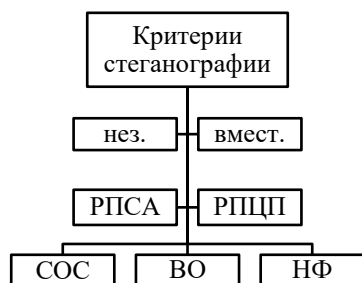 Критерии
стеганографии
нез. вмест.
РПСА РПЦП
СОС ВО НФ